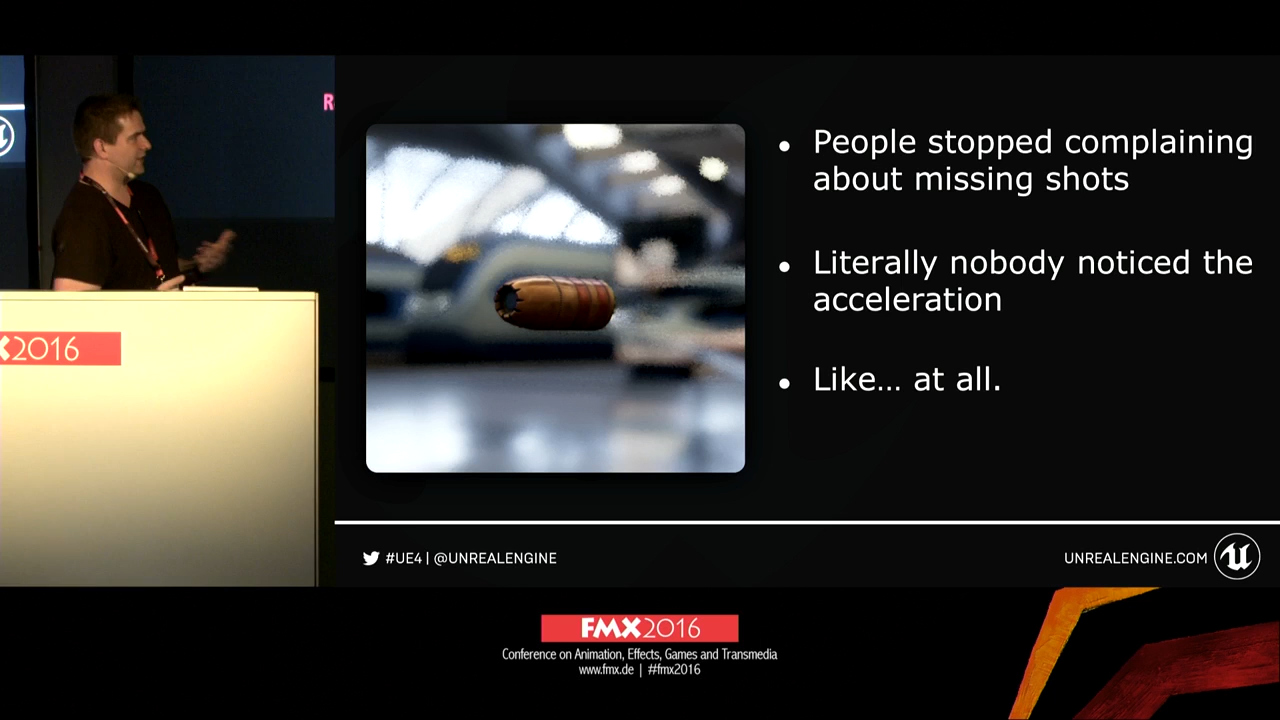 R
People stopped complaining
about missing shots
Literally nobody noticed the
acceleration
Like… at all.
X2016
#UE4 | @UNREALENGINE
UNREALENGINE.COM
FMX2016
Conference on Animation, Effects, Games and Transmedia
www.fmx.de | #fmx2016